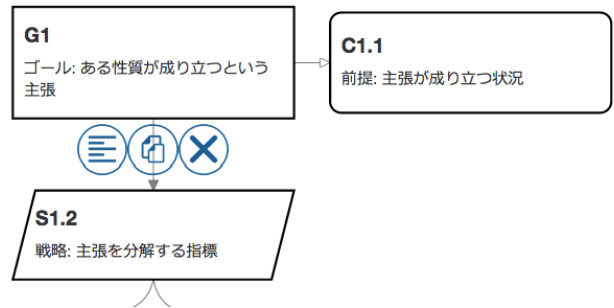 G1
ゴール: ある性質が成り立つという
主張
C1.1
前提: 主張が成り立つ状況
S1.2
戦略: 主張を分解する指標